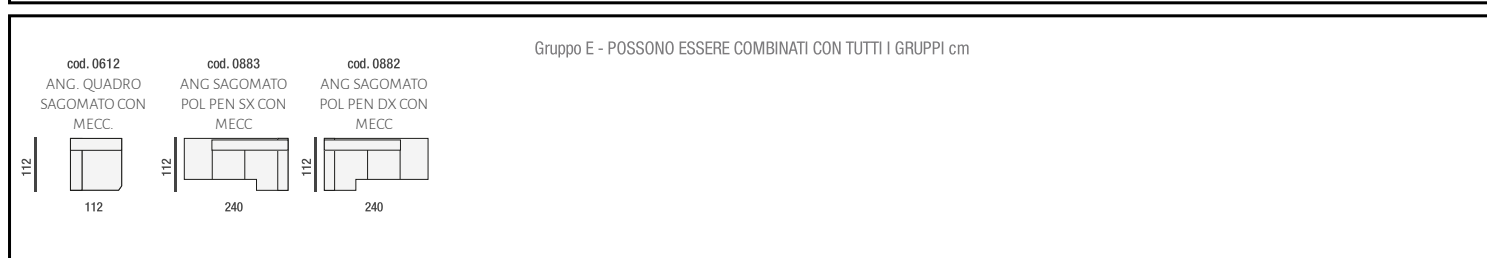 Gruppo E - POSSONO ESSERE COMBINATI CON TUTTI I GRUPPI cm
cod. 0612
ANG. QUADRO
SAGOMATO CON
MECC.
112
112
cod. 0883
ANG SAGOMATO
POL PEN SX CON
MECC
112
240
cod. 0882
ANG SAGOMATO
POL PEN DX CON
MECC
112
240